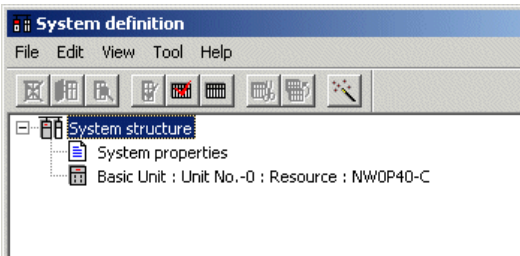 System definition
File Edit View Tool Help
System structure
System properties
Basic Unit : Unit No.-0 : Resource : NW0P40-C